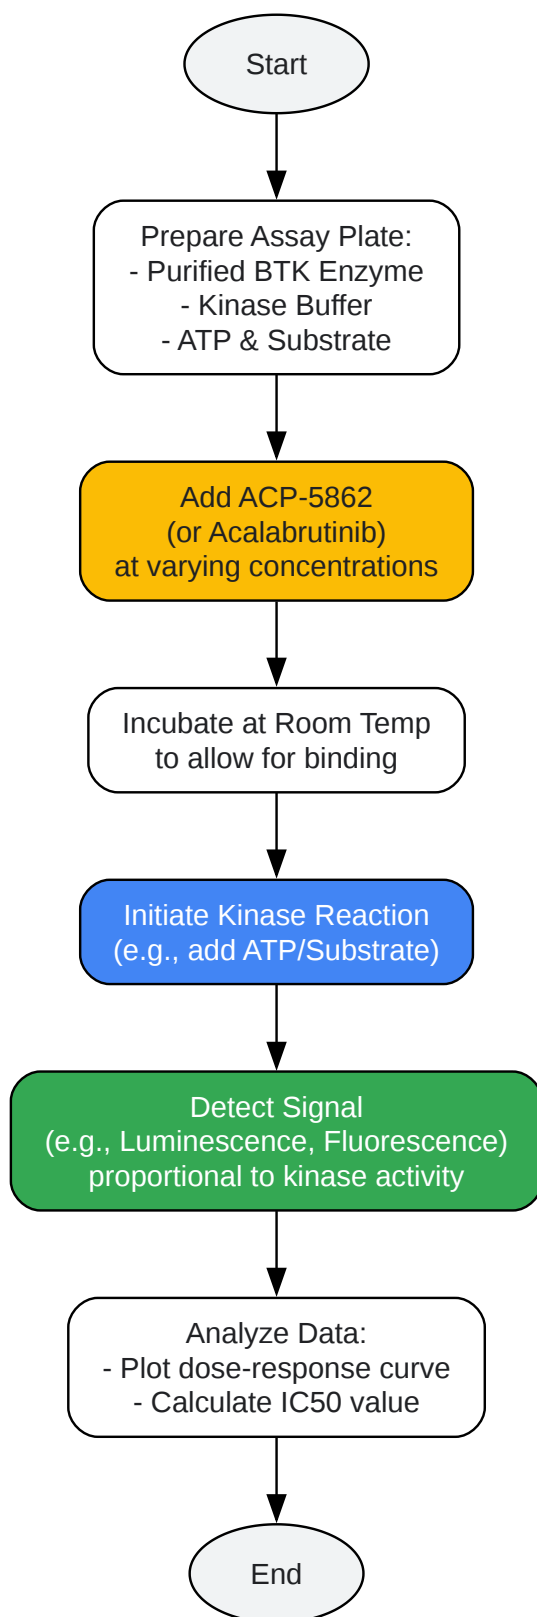 Start
Prepare Assay Plate:
- Purified BTK Enzyme
- Kinase Buffer
- ATP & Substrate
Add ACP-5862
(or Acalabrutinib)
at varying concentrations
Incubate at Room Temp
to allow for binding
Initiate Kinase Reaction
(e.g., add ATP/Substrate)
Detect Signal
(e.g., Luminescence, Fluorescence)
proportional to kinase activity
Analyze Data:
- Plot dose-response curve
- Calculate IC50 value
End